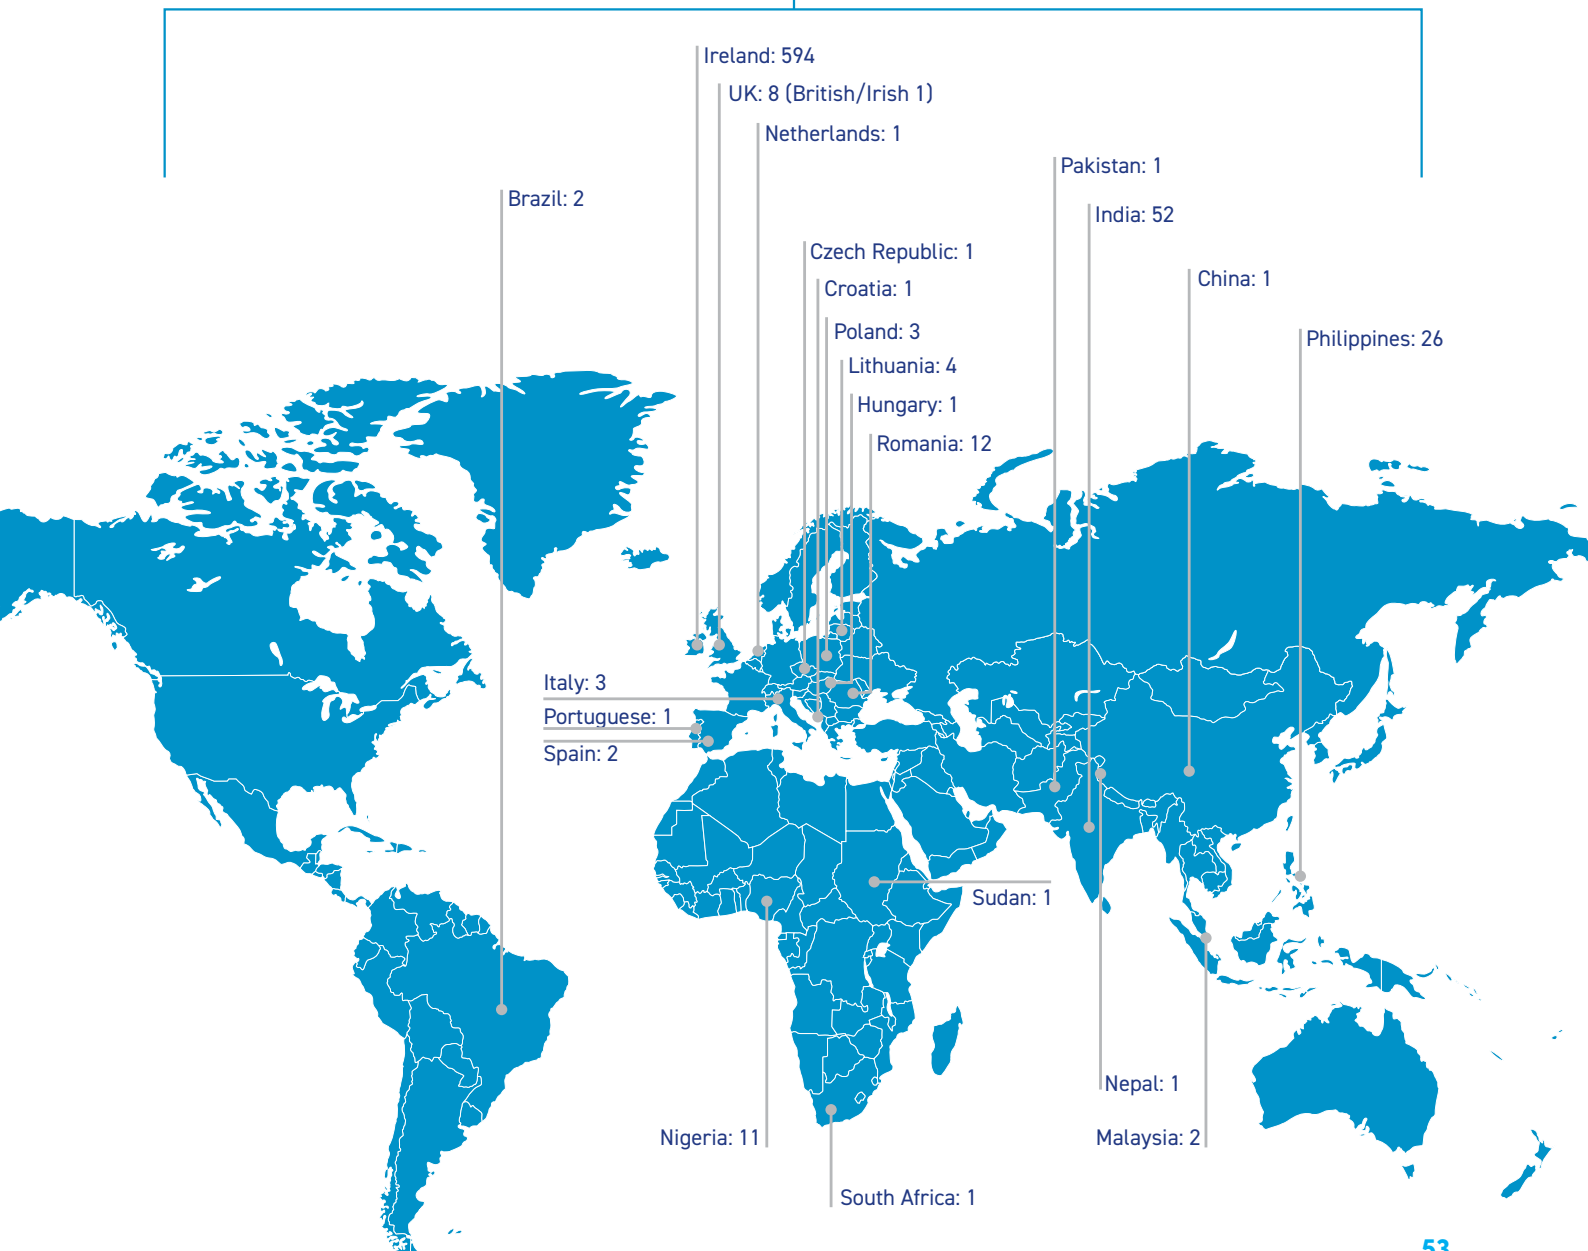 Ireland: 594
UK: 8 (British/Irish 1)
Netherlands: 1
Pakistan: 1
Brazil: 2
India: 52
Czech Republic: 1
China: 1
Croatia: 1
Poland: 3
Philippines: 26
Lithuania: 4
Hungary: 1
Romania: 12
Italy: 3
Portuguese: 1
Spain: 2
Sudan: 1
Nepal: 1
Nigeria: 11
Malaysia: 2
South Africa: 1
53